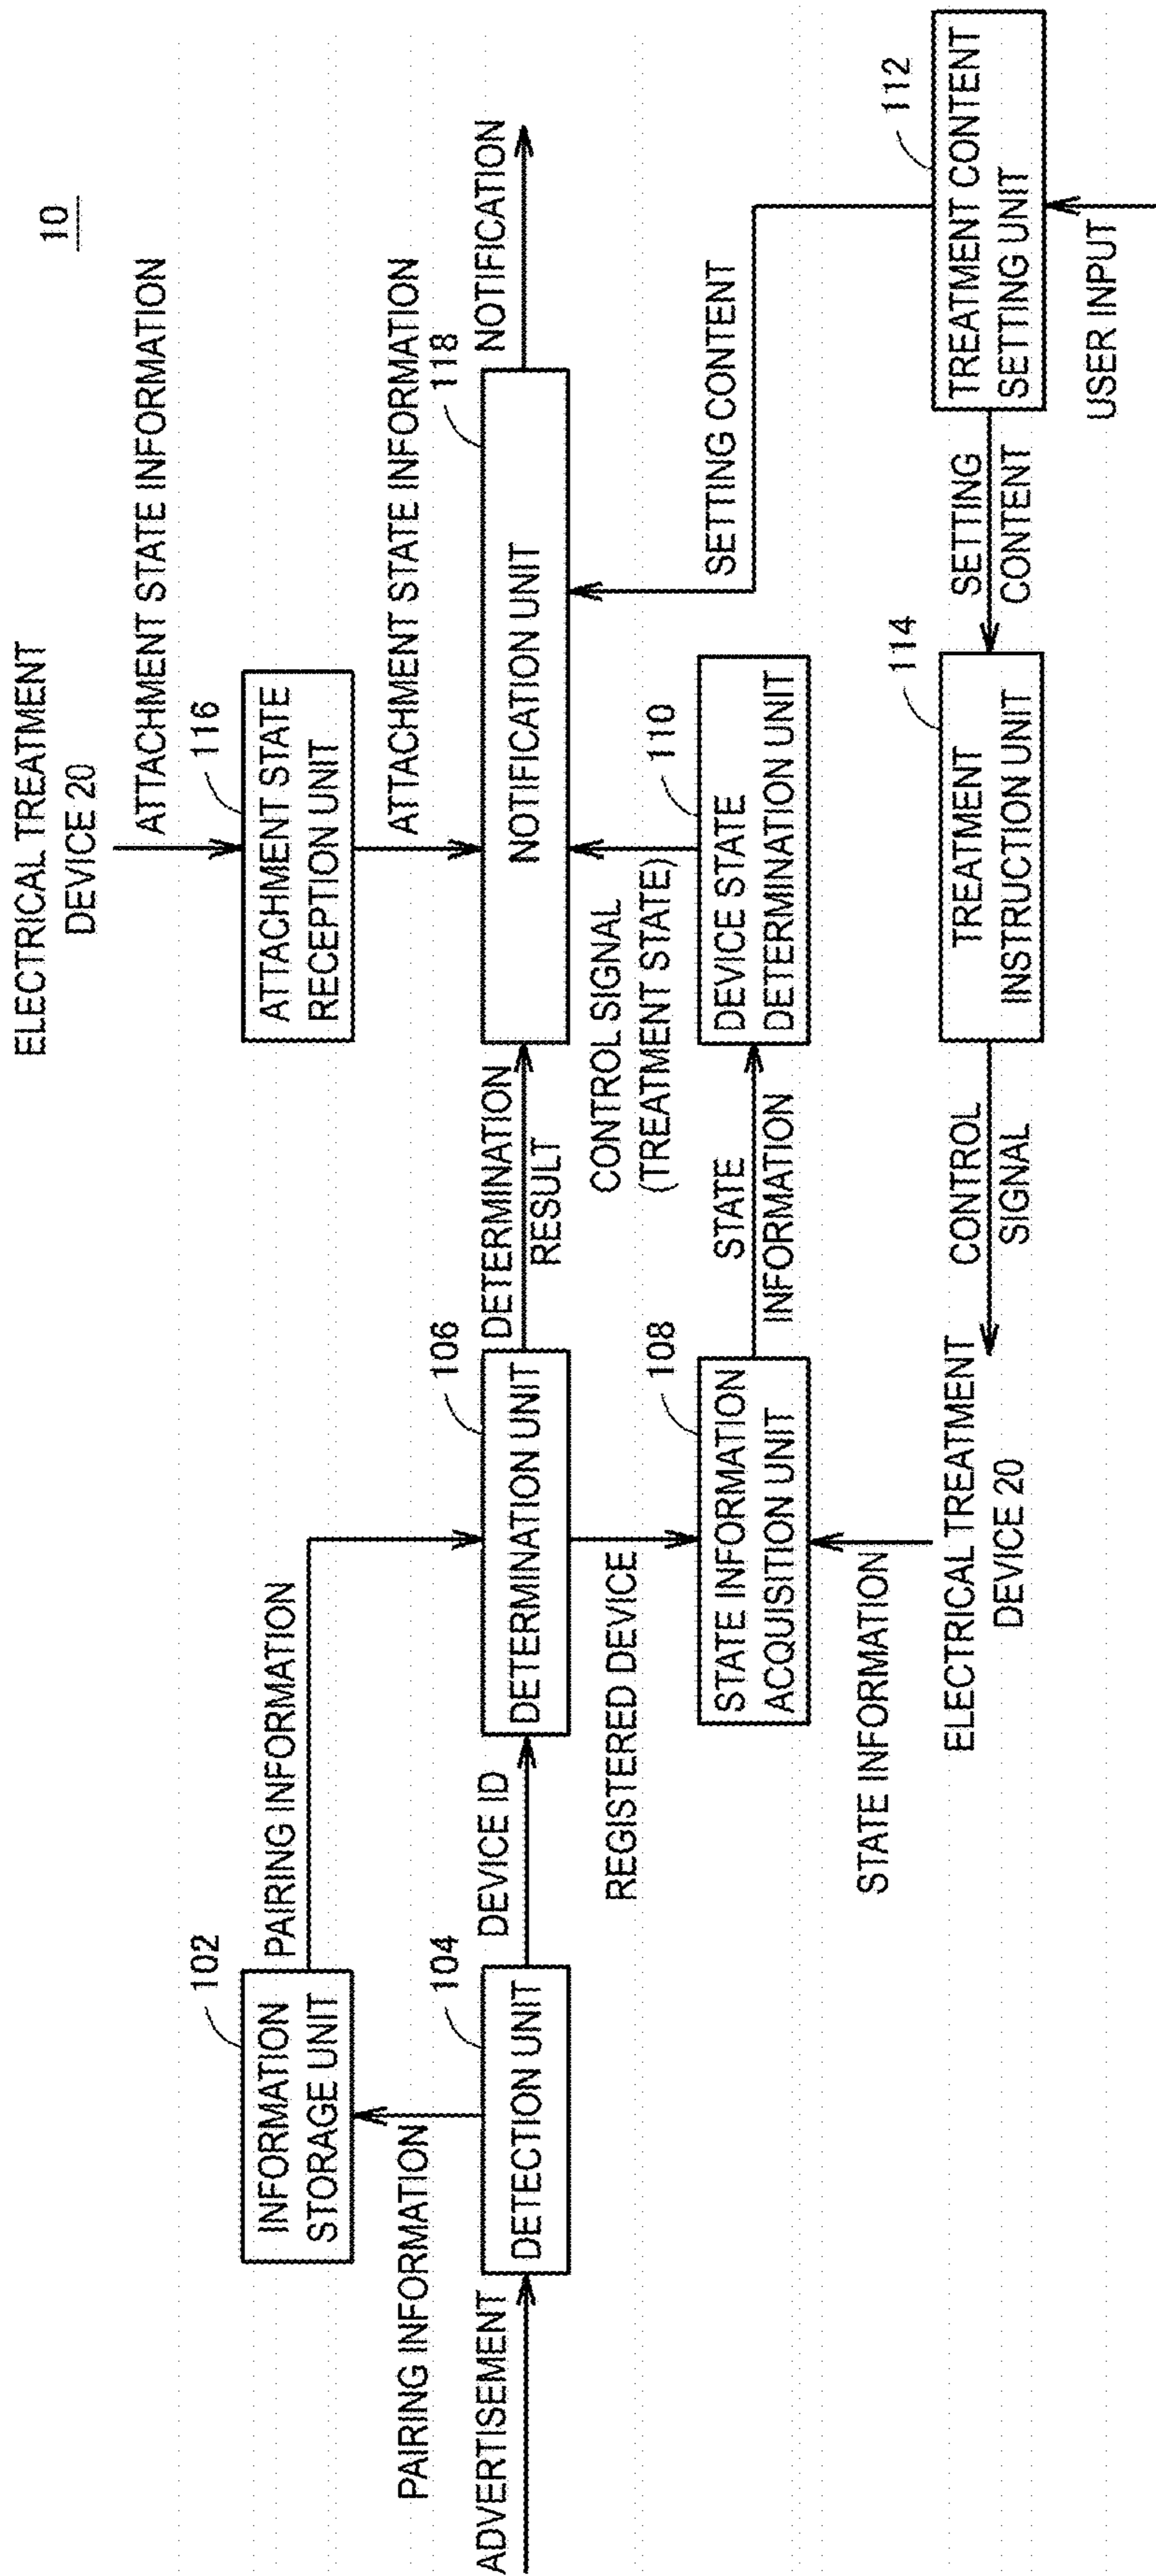 10
ELECTRICAL TREATMENT
DEVICE 20
ATTACHMENT STATE INFORMATION
116
ATTACHMENT STATE
RECEPTION UNIT
ATTACHMENT STATE INFORMATION
102
INFORMATION
STORAGE UNIT
PAIRING INFORMATION
PAIRING INFORMATION
ADVERTISEMENT
104
DETECTION UNIT
DEVICE ID
106
DETERMINATION UNIT
DETERMINATION
RESULT
118
NOTIFICATION UNIT
NOTIFICATION
REGISTERED DEVICE
CONTROL SIGNAL
(TREATMENT STATE)
SETTING CONTENT
108
STATE INFORMATION
ACQUISITION UNIT
STATE
INFORMATION
110
DEVICE STATE
DETERMINATION UNIT
STATE INFORMATION
ELECTRICAL TREATMENT
DEVICE 20
CONTROL
SIGNAL
114
TREATMENT
INSTRUCTION UNIT
SETTING
CONTENT
112
TREATMENT CONTENT
SETTING UNIT
USER INPUT